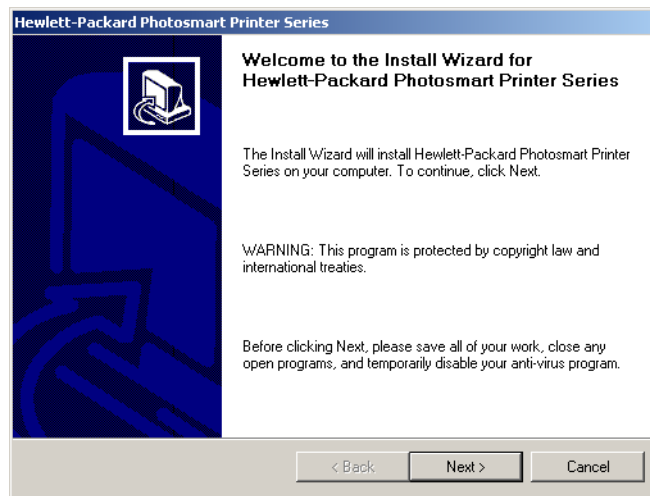 Hewlett-Packard Photosmart Printer Series
Welcome to the Install Wizard for
Hewlett-Packard Photosmart Printer Series
The Install Wizard will install Hewlett-Packard Photosmart Printer
Series on your computer. To continue, click Next.
WARNING: This program is protected by copyright law and
international treaties.
Before clicking Next, please save all of your work, close any
open programs, and temporarily disable your anti-virus program.
< Back
Next >
Cancel